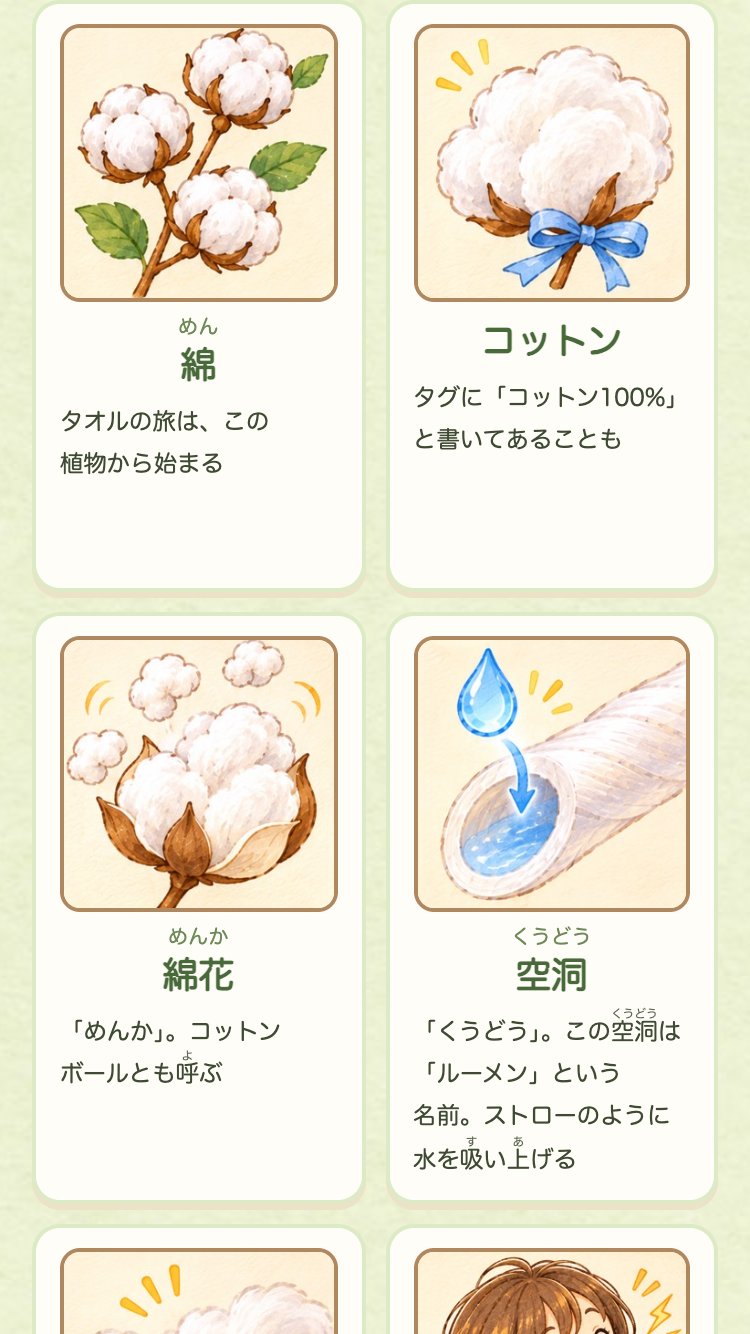 めん
綿
タオルの旅は、この
植物から始まる
コットン
タグに「コットン100%」
と書いてあることも
めんか
綿花
「めんか」。コットン
よ
ボールとも呼ぶ
くうどう
空洞
くうどう
「くうどう」。この空洞は
「ルーメン」という
名前。ストローのように
す あ
水を吸い上げる